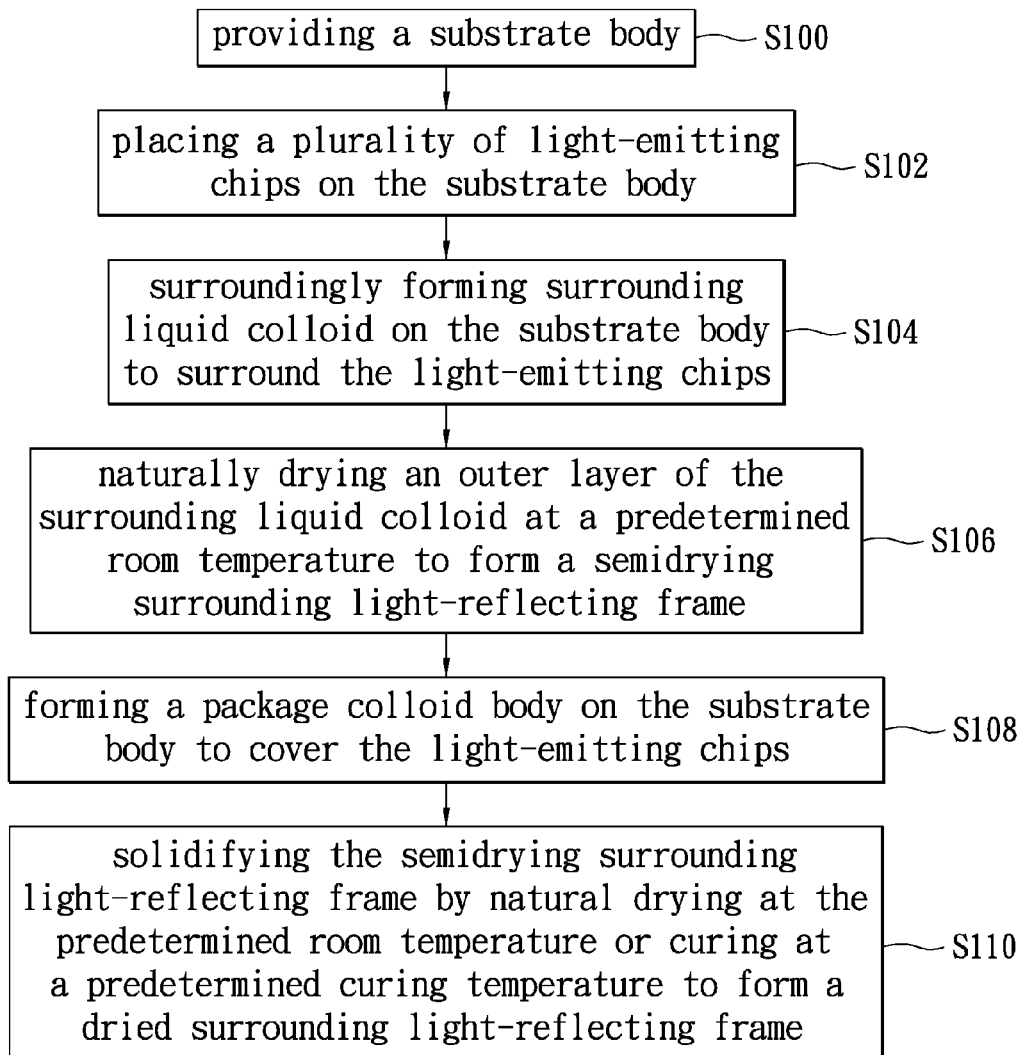 providing a substrate body
S100
placing a plurality of light-emitting
chips on the substrate body
S102
surroundingly forming surrounding
liquid colloid on the substrate body
to surround the light-emitting chips
S104
naturally drying an outer layer of the
surrounding liquid colloid at a predetermined
room temperature to form a semidrying
surrounding light-reflecting frame
S106
forming a package colloid body on the substrate
body to cover the light-emitting chips
S108
solidifying the semidrying surrounding
light-reflecting frame by natural drying at the
predetermined room temperature or curing at
a predetermined curing temperature to form a
dried surrounding light-reflecting frame
S110